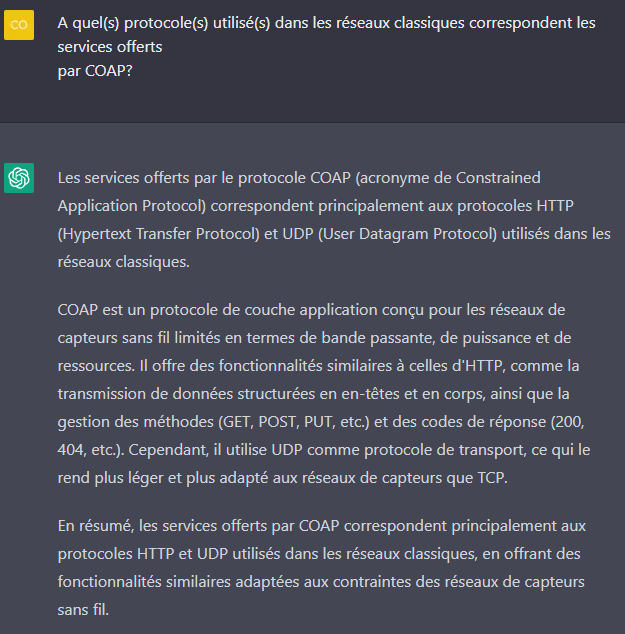 CO
A quel(s) protocole(s) utilisé(s) dans les réseaux classiques correspondent les
services offerts
par COAP?
Les services offerts par le protocole COAP (acronyme de Constrained
Application Protocol) correspondent principalement aux protocoles HTTP
(Hypertext Transfer Protocol) et UDP (User Datagram Protocol) utilisés dans les
réseaux classiques.
COAP est un protocole de couche application conçu pour les réseaux de
capteurs sans fil limités en termes de bande passante, de puissance et de
ressources. Il offre des fonctionnalités similaires à celles d'HTTP, comme la
transmission de données structurées en en-têtes et en corps, ainsi que la
gestion des méthodes (GET, POST, PUT, etc.) et des codes de réponse (200,
404, etc.). Cependant, il utilise UDP comme protocole de transport, ce qui le
rend plus léger et plus adapté aux réseaux de capteurs que TCP.
En résumé, les services offerts par COAP correspondent principalement aux
protocoles HTTP et UDP utilisés dans les réseaux classiques, en offrant des
fonctionnalités similaires adaptées aux contraintes des réseaux de capteurs
sans fil.